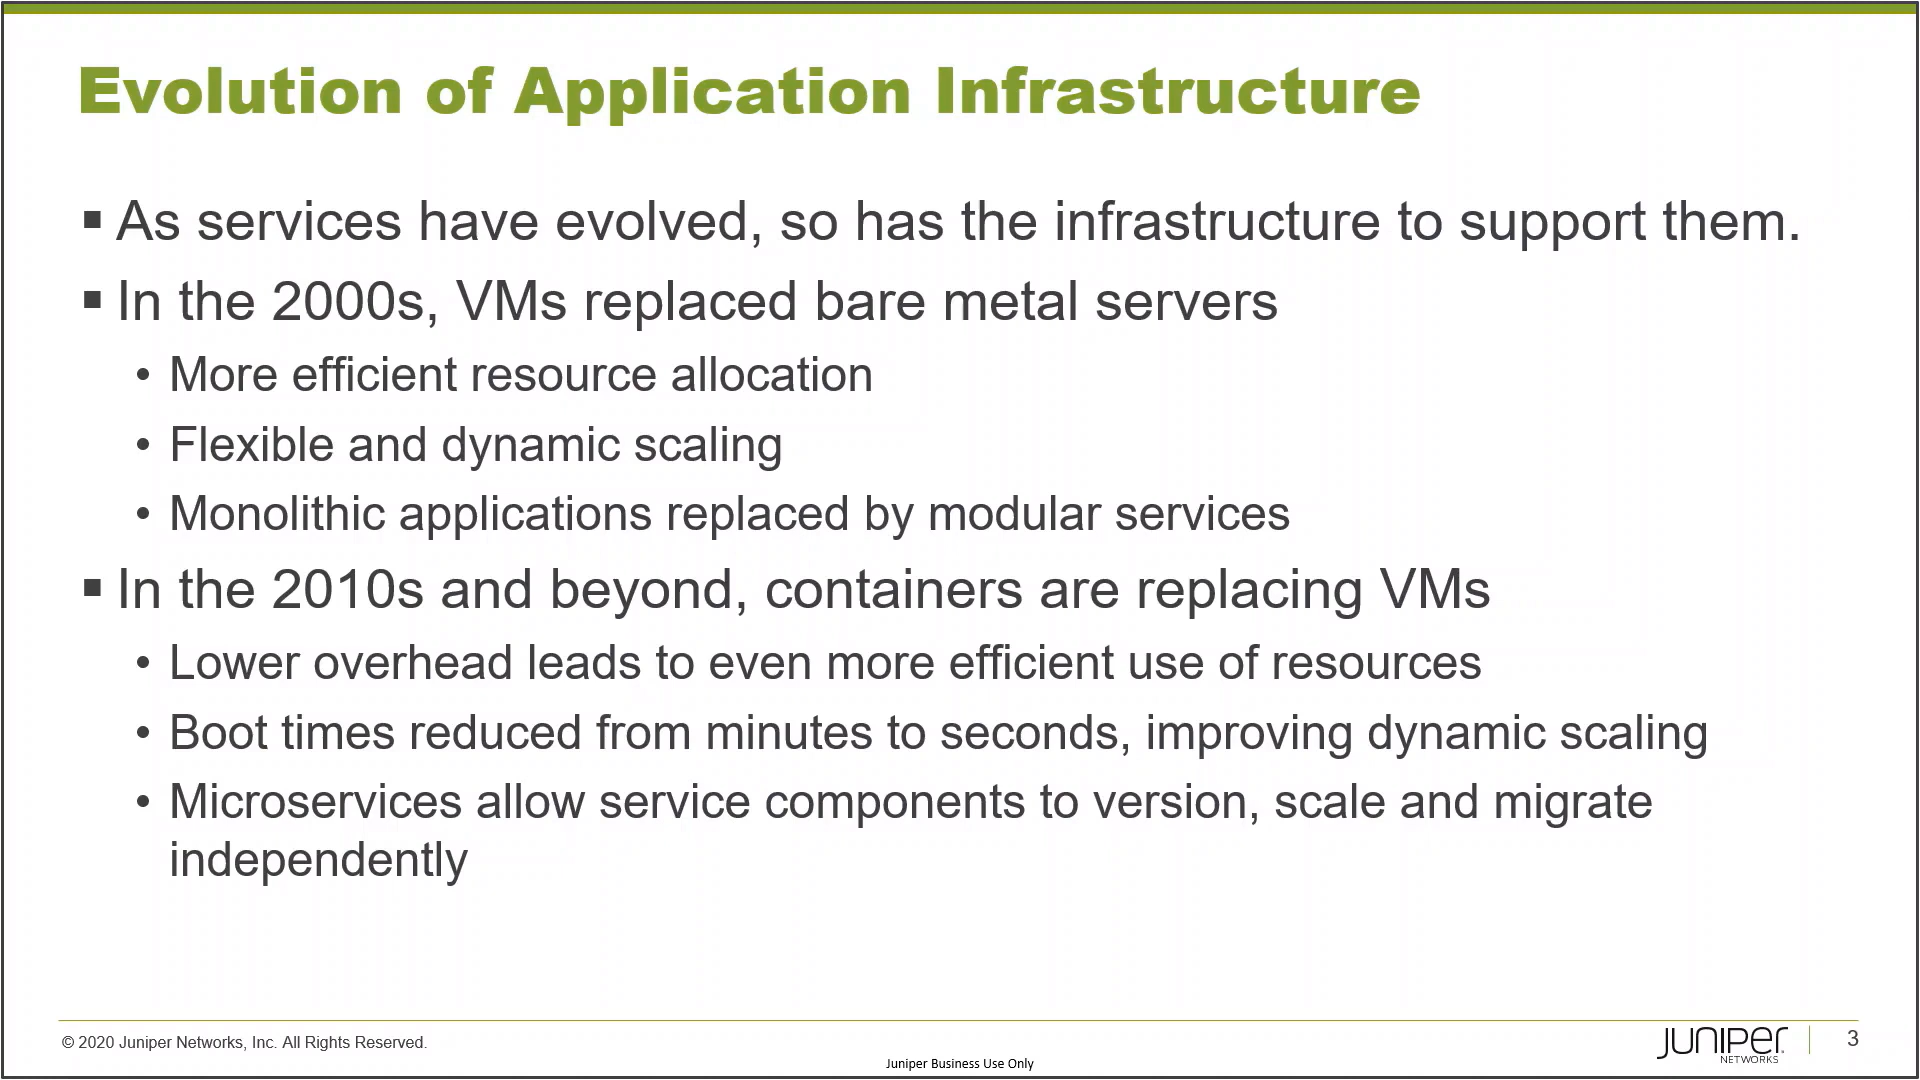 Evolution of Application Infrastructure
▪ As services have evolved, so has the infrastructure to support them.
▪ In the 2000s, VMs replaced bare metal servers
• More efficient resource allocation
• Flexible and dynamic scaling
• Monolithic applications replaced by modular services
▪ In the 2010s and beyond, containers are replacing VMs
• Lower overhead leads to even more efficient use of resources
• Boot times reduced from minutes to seconds, improving dynamic scaling
• Microservices allow service components to version, scale and migrate
independently
© 2020 Juniper Networks, Inc. All Rights Reserved.
Juniper Business Use Only
JUNIPer
NETWORKS
3